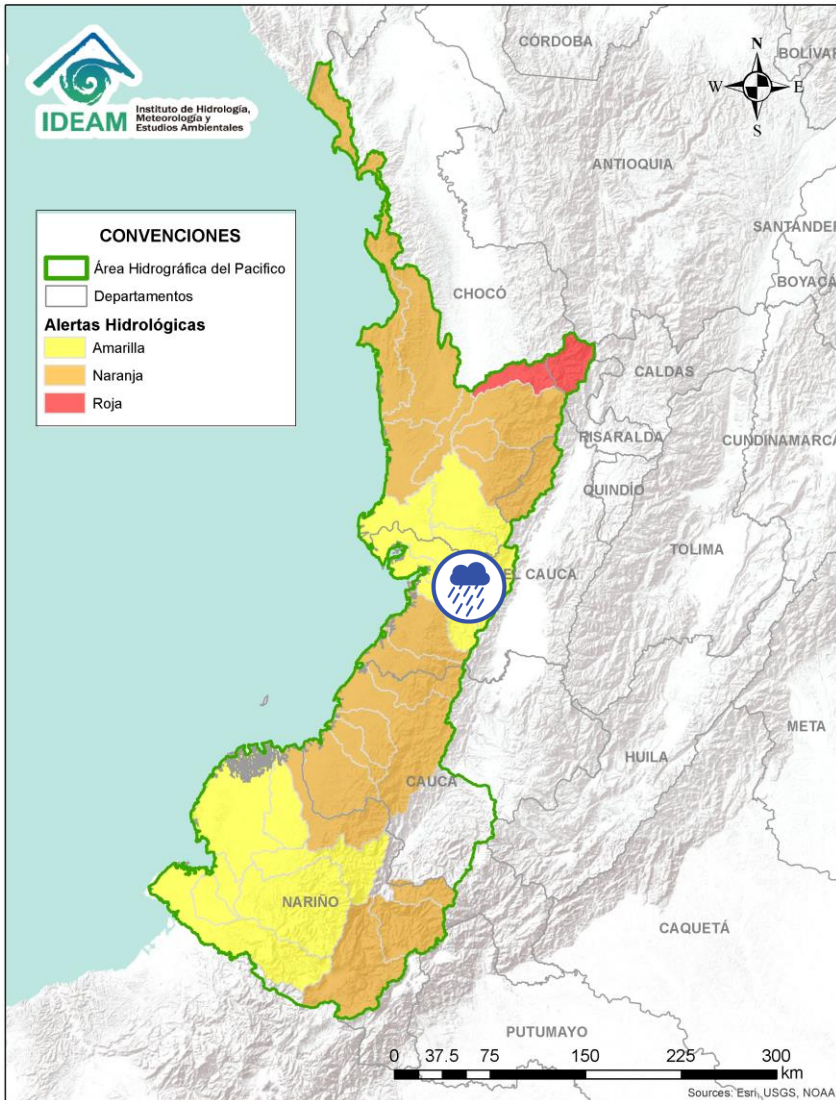 IDEAM
Instituto de Hidrología,
Meteorología y
Estudios Ambientales
CÓRDOBA
BOLÍVAR
N
W
E
S
ANTIOQUIA
SANTANDER
BOYACÁ
CONVENCIONES
Área Hidrográfica del Pacifico
Departamentos
Alertas Hidrológicas
Amarilla
Naranja
Roja
CHOCÓ
CALDAS
RISARALDA
CUNDINAMARCA
QUINDÍO
TOLIMA
EL CAUCA
META
HUILA
CAUCA
NARIÑO
CAQUETÁ
PUTUMAYO
0 37.5 75 150 225 300
km
Sources: Esri, USGS, NOAA